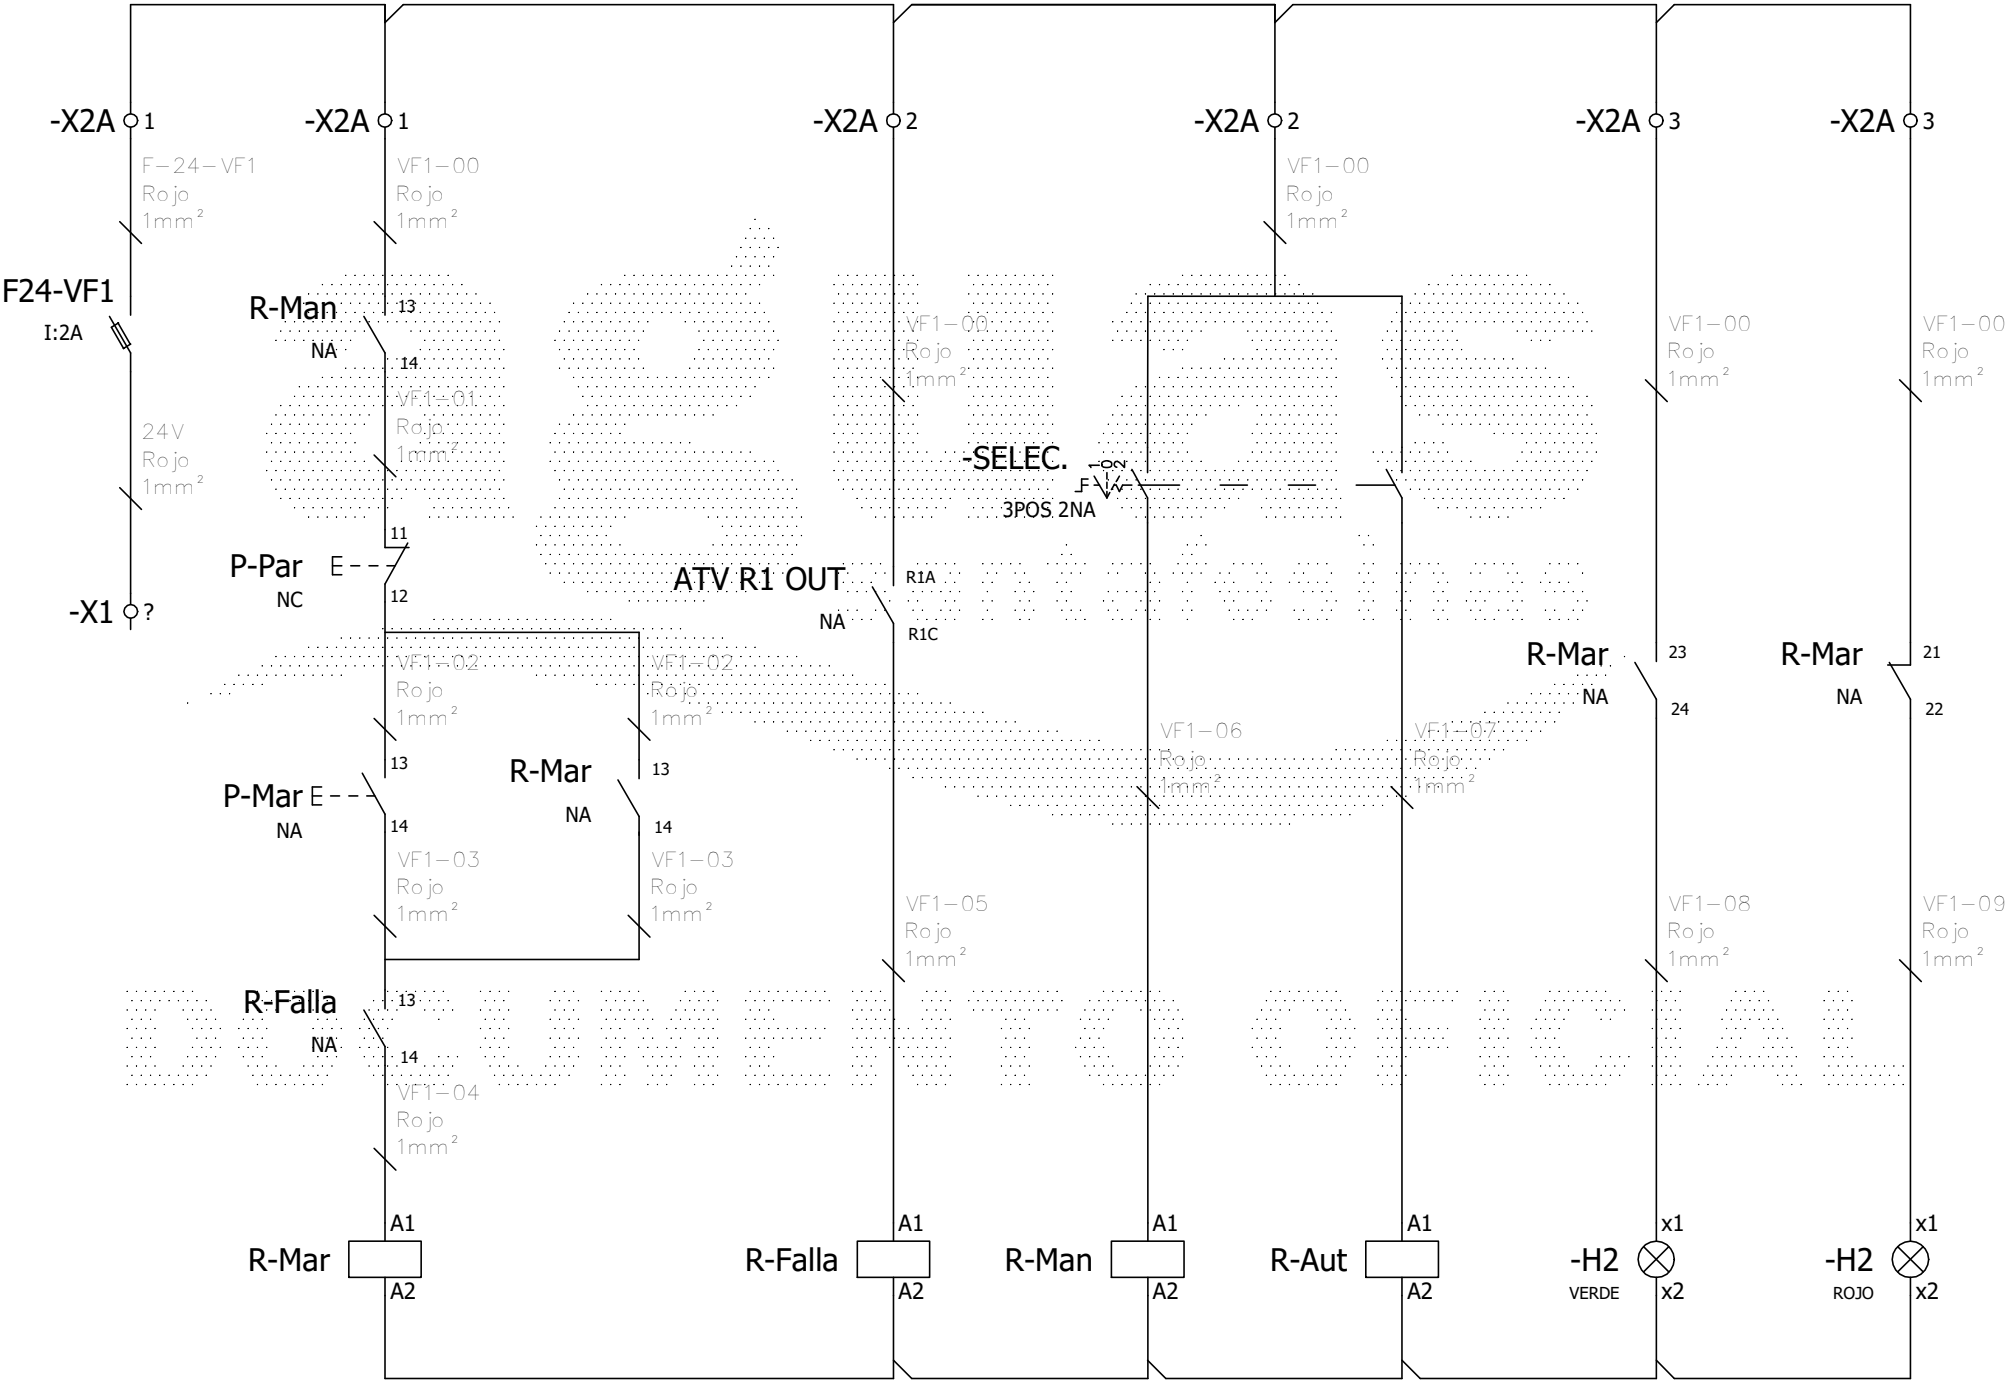 -X2A 1
-X2A 1
-X2A 2
-X2A 2
-X2A 3
-X2A 3
F-24-VF1
Rojo
1mm²
VF1-00
Rojo
1mm²
VF1-00
Rojo
1mm²
F24-VF1
I:2A
R-Man
NA
13
14
VF1-00
Rojo
1mm²
VF1-00
Rojo
1mm²
VF1-00
Rojo
1mm²
24V
Rojo
1mm²
VF1-01
Rojo
1mm²
-SELEC.
1 0 2
3POS 2NA
-X1 ?
P-Par
NC
11
12
ATV R1 OUT
NA
R1A
R1C
aguas
Rontarsinas
R-Mar
NA
23
24
R-Mar
NA
21
22
VF1-02
Rojo
1mm²
VF1-02
Rojo
1mm²
P-Mar
NA
13
14
R-Mar
NA
13
14
VF1-06
Rojo
1mm²
VF1-07
Rojo
1mm²
VF1-03
Rojo
1mm²
VF1-03
Rojo
1mm²
VF1-05
Rojo
1mm²
VF1-08
Rojo
1mm²
VF1-09
Rojo
1mm²
R-Falla
NA
13
14
DOCUMENTO OFICIAL
VF1-04
Rojo
1mm²
R-Mar
A1
A2
R-Falla
A1
A2
R-Man
A1
A2
R-Aut
A1
A2
-H2
VERDE
x1
x2
-H2
ROJO
x1
x2